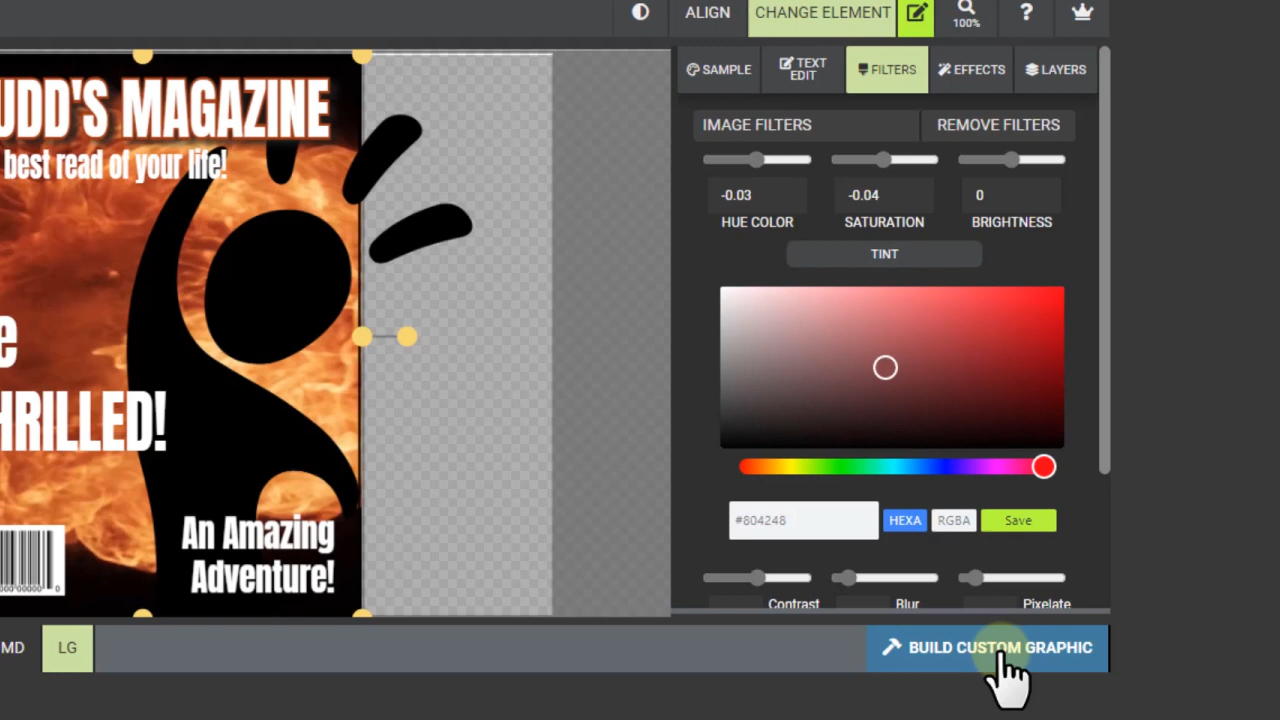 ALIGN
CHANGE ELEMENT
100%
?
SAMPLE
TEXT
EDIT
FILTERS
EFFECTS
LAYERS
IMAGE FILTERS
REMOVE FILTERS
-0.03
-0.04
0
HUE COLOR
SATURATION
BRIGHTNESS
TINT
#804248
HEXA
RGBA
Save
Contrast
Blur
Pixelate
UDD'S MAGAZINE
best read of your life!
e
HRILLED!
An Amazing
Adventure!
MD
LG
BUILD CUSTOM GRAPHIC